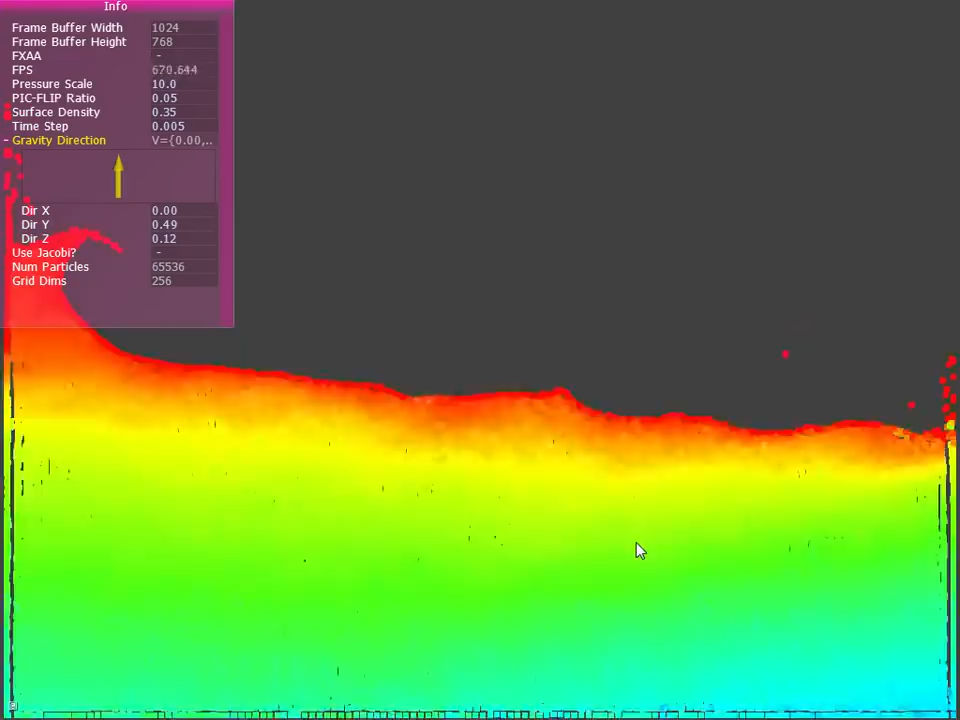 Info
Frame Buffer Width 1024
Frame Buffer Height 768
FXAA -
FPS 670.644
Pressure Scale 10.0
PIC-FLIP Ratio 0.05
Surface Density 0.35
Time Step 0.005
- Gravity Direction V={0.00,..
Dir X 0.00
Dir Y 0.49
Dir Z 0.12
Use Jacobi? -
Num Particles 65536
Grid Dims 256